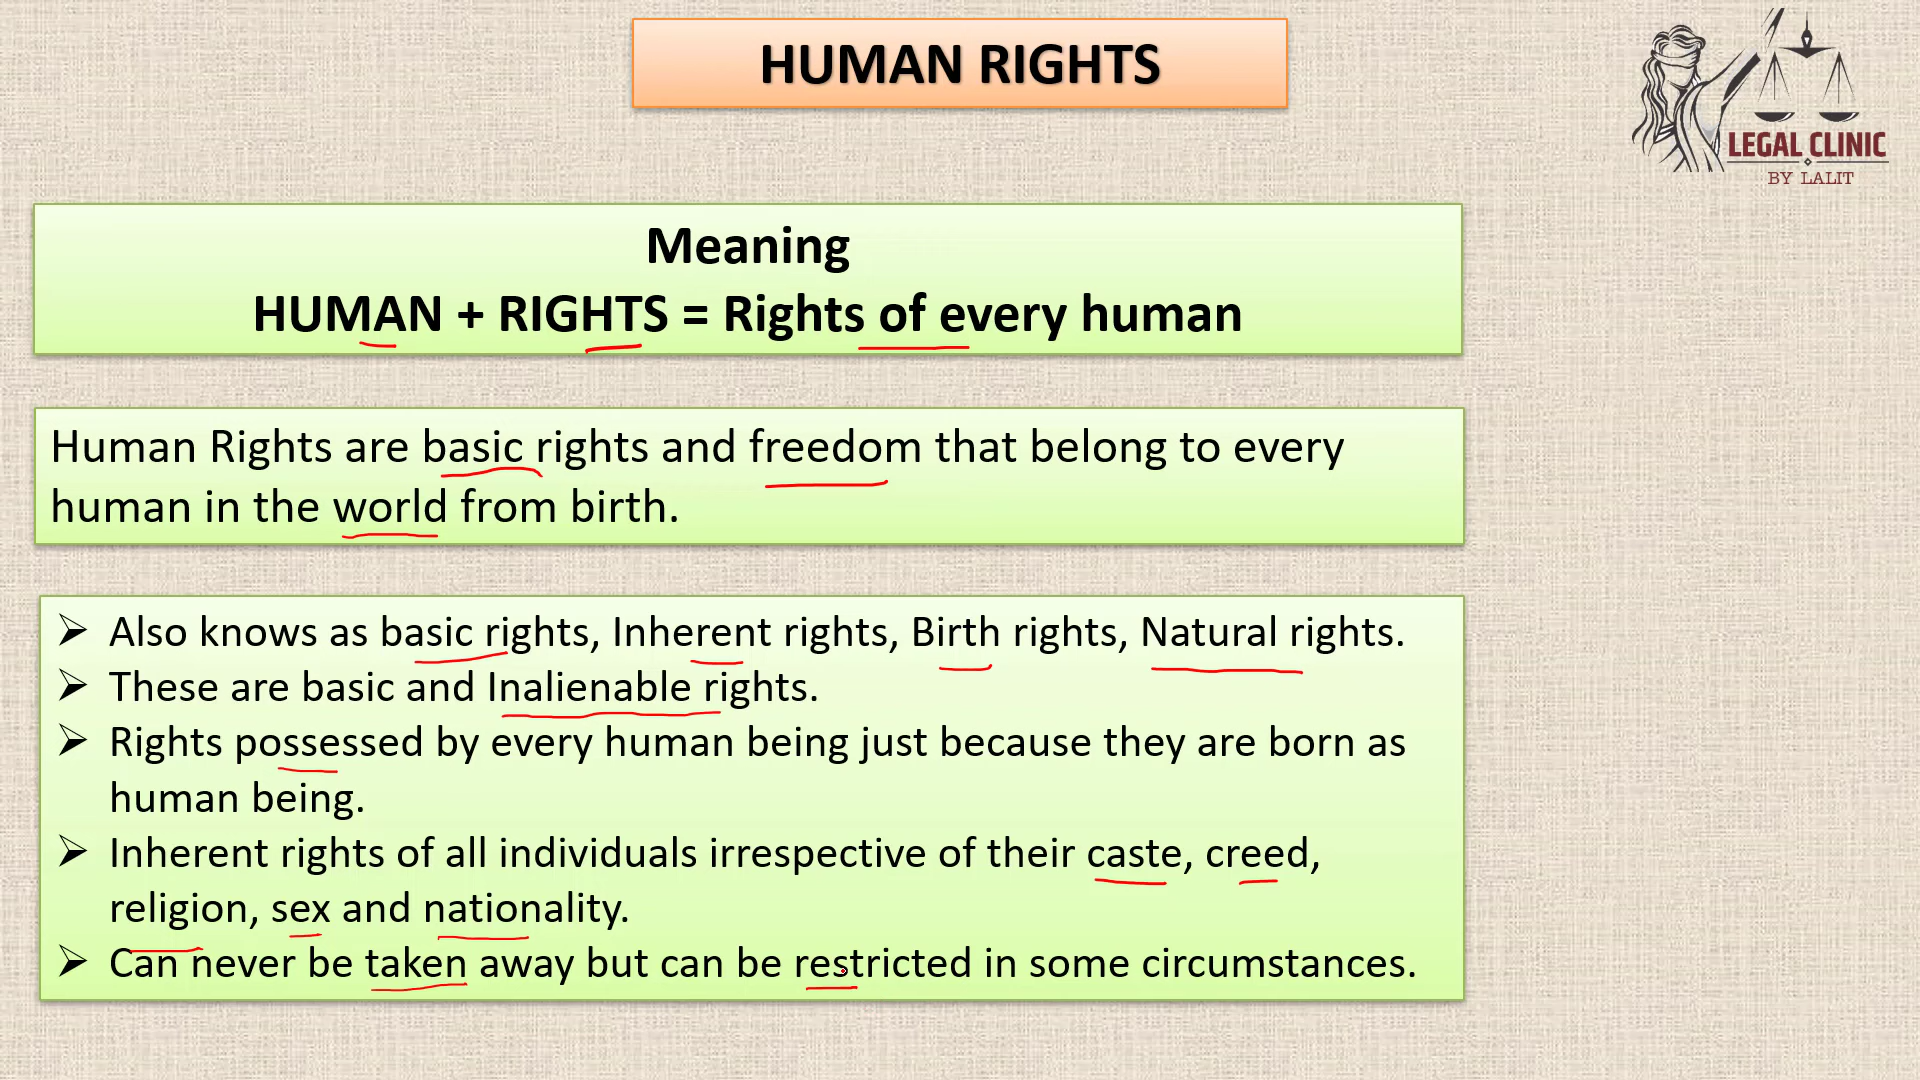 HUMAN RIGHTS
LEGAL CLINIC
BY LALIT
Meaning
HUMAN + RIGHTS = Rights of every human
Human Rights are basic rights and freedom that belong to every
human in the world from birth.
➢ Also knows as basic rights, Inherent rights, Birth rights, Natural rights.
➢ These are basic and Inalienable rights.
➢ Rights possessed by every human being just because they are born as
human being.
➢ Inherent rights of all individuals irrespective of their caste, creed,
religion, sex and nationality.
➢ Can never be taken away but can be restricted in some circumstances.